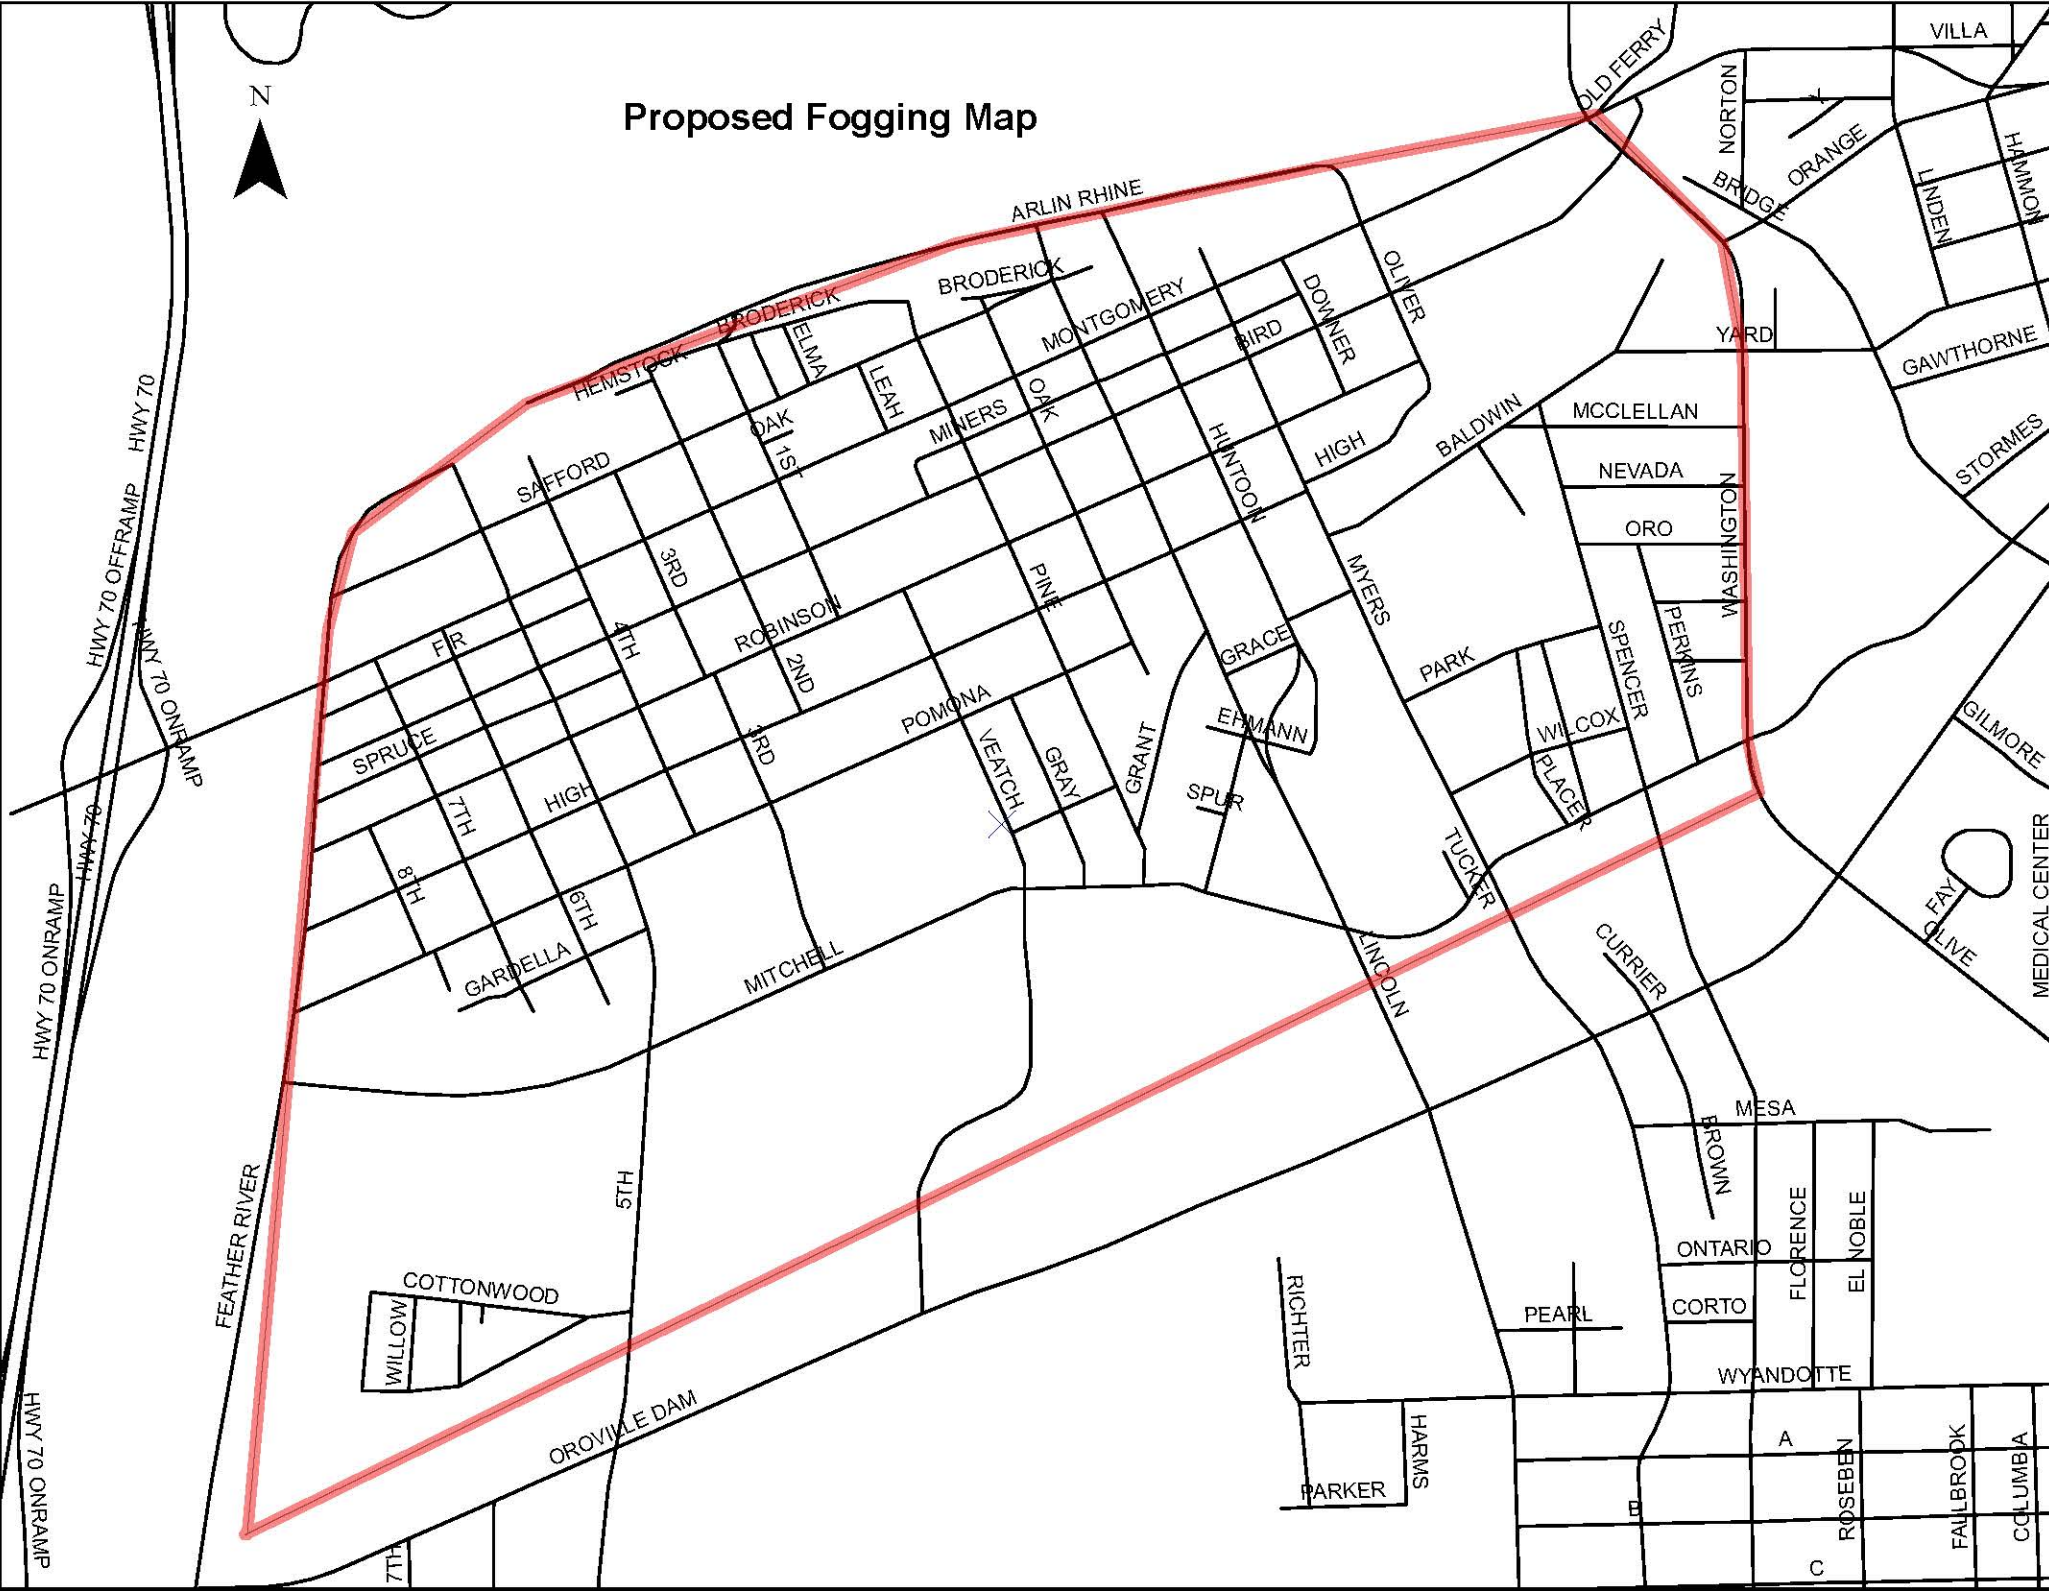 VILLA
OLD FERRY
N
Proposed Fogging Map
NORTON
ORANGE
BRIDGE
LINDEN
HAMMON
ARLIN RHINE
BRODERICK
BRODERICK
ELMA
HEMSTOCK
LEAH
OAK
1ST
MONTGOMERY
MINERS
OAK
BIRD
DOWNER
OLIVER
YARD
GAWTHORNE
HWY 70
SAFFORD
HUNTOON
HIGH
BALDWIN
MCCLELLAN
NEVADA
ORO
WASHINGTON
STORMES
HWY 70 OFFRAMP
HWY 70 ONRAMP
FIR
3RD
4TH
ROBINSON
2ND
PINE
MYERS
GRACE
PARK
SPENCER
PERKINS
SPRUCE
HIGH
7TH
8TH
6TH
3RD
POMONA
VEATCH
GRAY
GRANT
EHMANN
SPUR
WILCOX
PLACER
TUCKER
GILMORE
HWY 70
HWY 70 ONRAMP
GARDELLA
MITCHELL
LINCOLN
CURRIER
FAY
OLIVE
MEDICAL CENTER
FEATHER RIVER
5TH
MESA
BROWN
COTTONWOOD
WILLOW
RICHTER
ONTARIO
FLORENCE
EL NOBLE
PEARL
CORTO
WYANDOTTE
OROVILLE DAM
HWY 70 ONRAMP
HARMS
PARKER
A
B
C
ROSEBEN
FALLBROOK
COLUMBIA
7TH